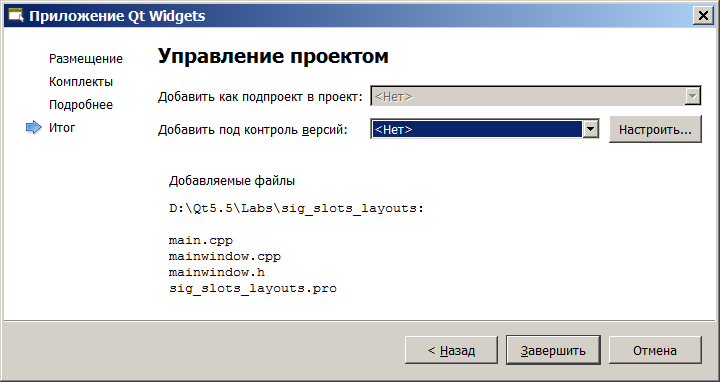 Приложение Qt Widgets
Размещение
Комплекты
Подробнее
Итог
Управление проектом
Добавить как подпроект в проект: <Нет>
Добавить под контроль версий: <Нет> Настроить...
Добавляемые файлы
D:\Qt5.5\Labs\sig_slots_layouts:
main.cpp
mainwindow.cpp
mainwindow.h
sig_slots_layouts.pro
< Назад Завершить Отмена